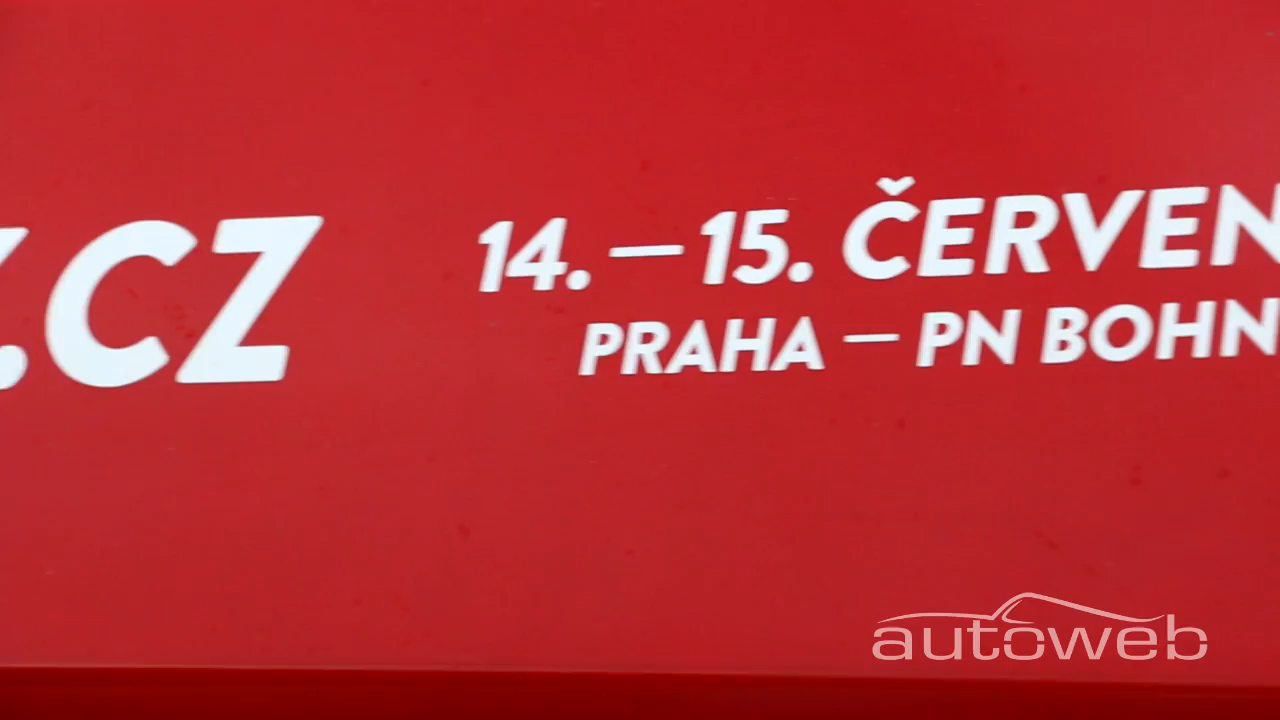 .CZ
14. – 15. ČERVEN
PRAHA – PN BOHN
autoweb